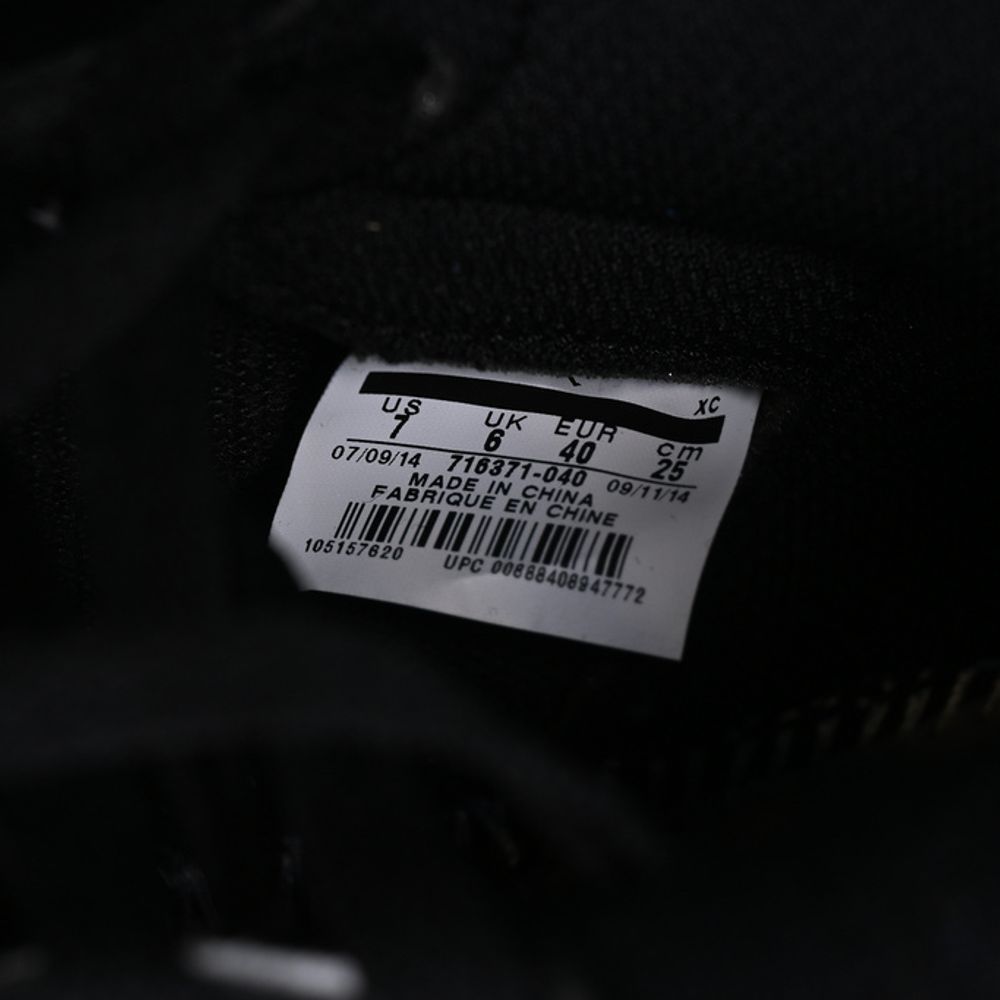 XC
US UK EUR cm
7 6 40 25
07/09/14 716371-040 09/11/14
MADE IN CHINA
FABRIQUE EN CHINE
105157620 UPC 00888408947772